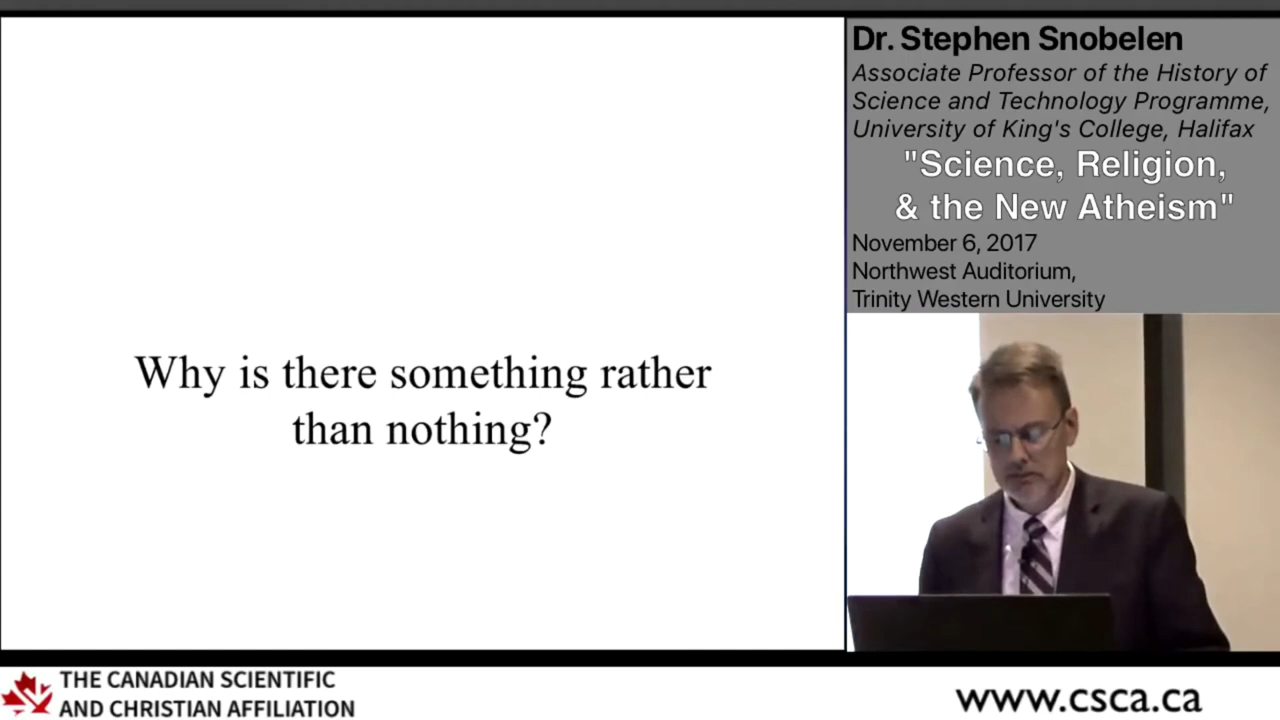 Why is there something rather
than nothing?
Dr. Stephen Snobelen
Associate Professor of the History of
Science and Technology Programme,
University of King's College, Halifax
"Science, Religion,
& the New Atheism"
November 6, 2017
Northwest Auditorium,
Trinity Western University
THE CANADIAN SCIENTIFIC
AND CHRISTIAN AFFILIATION
www.csca.ca